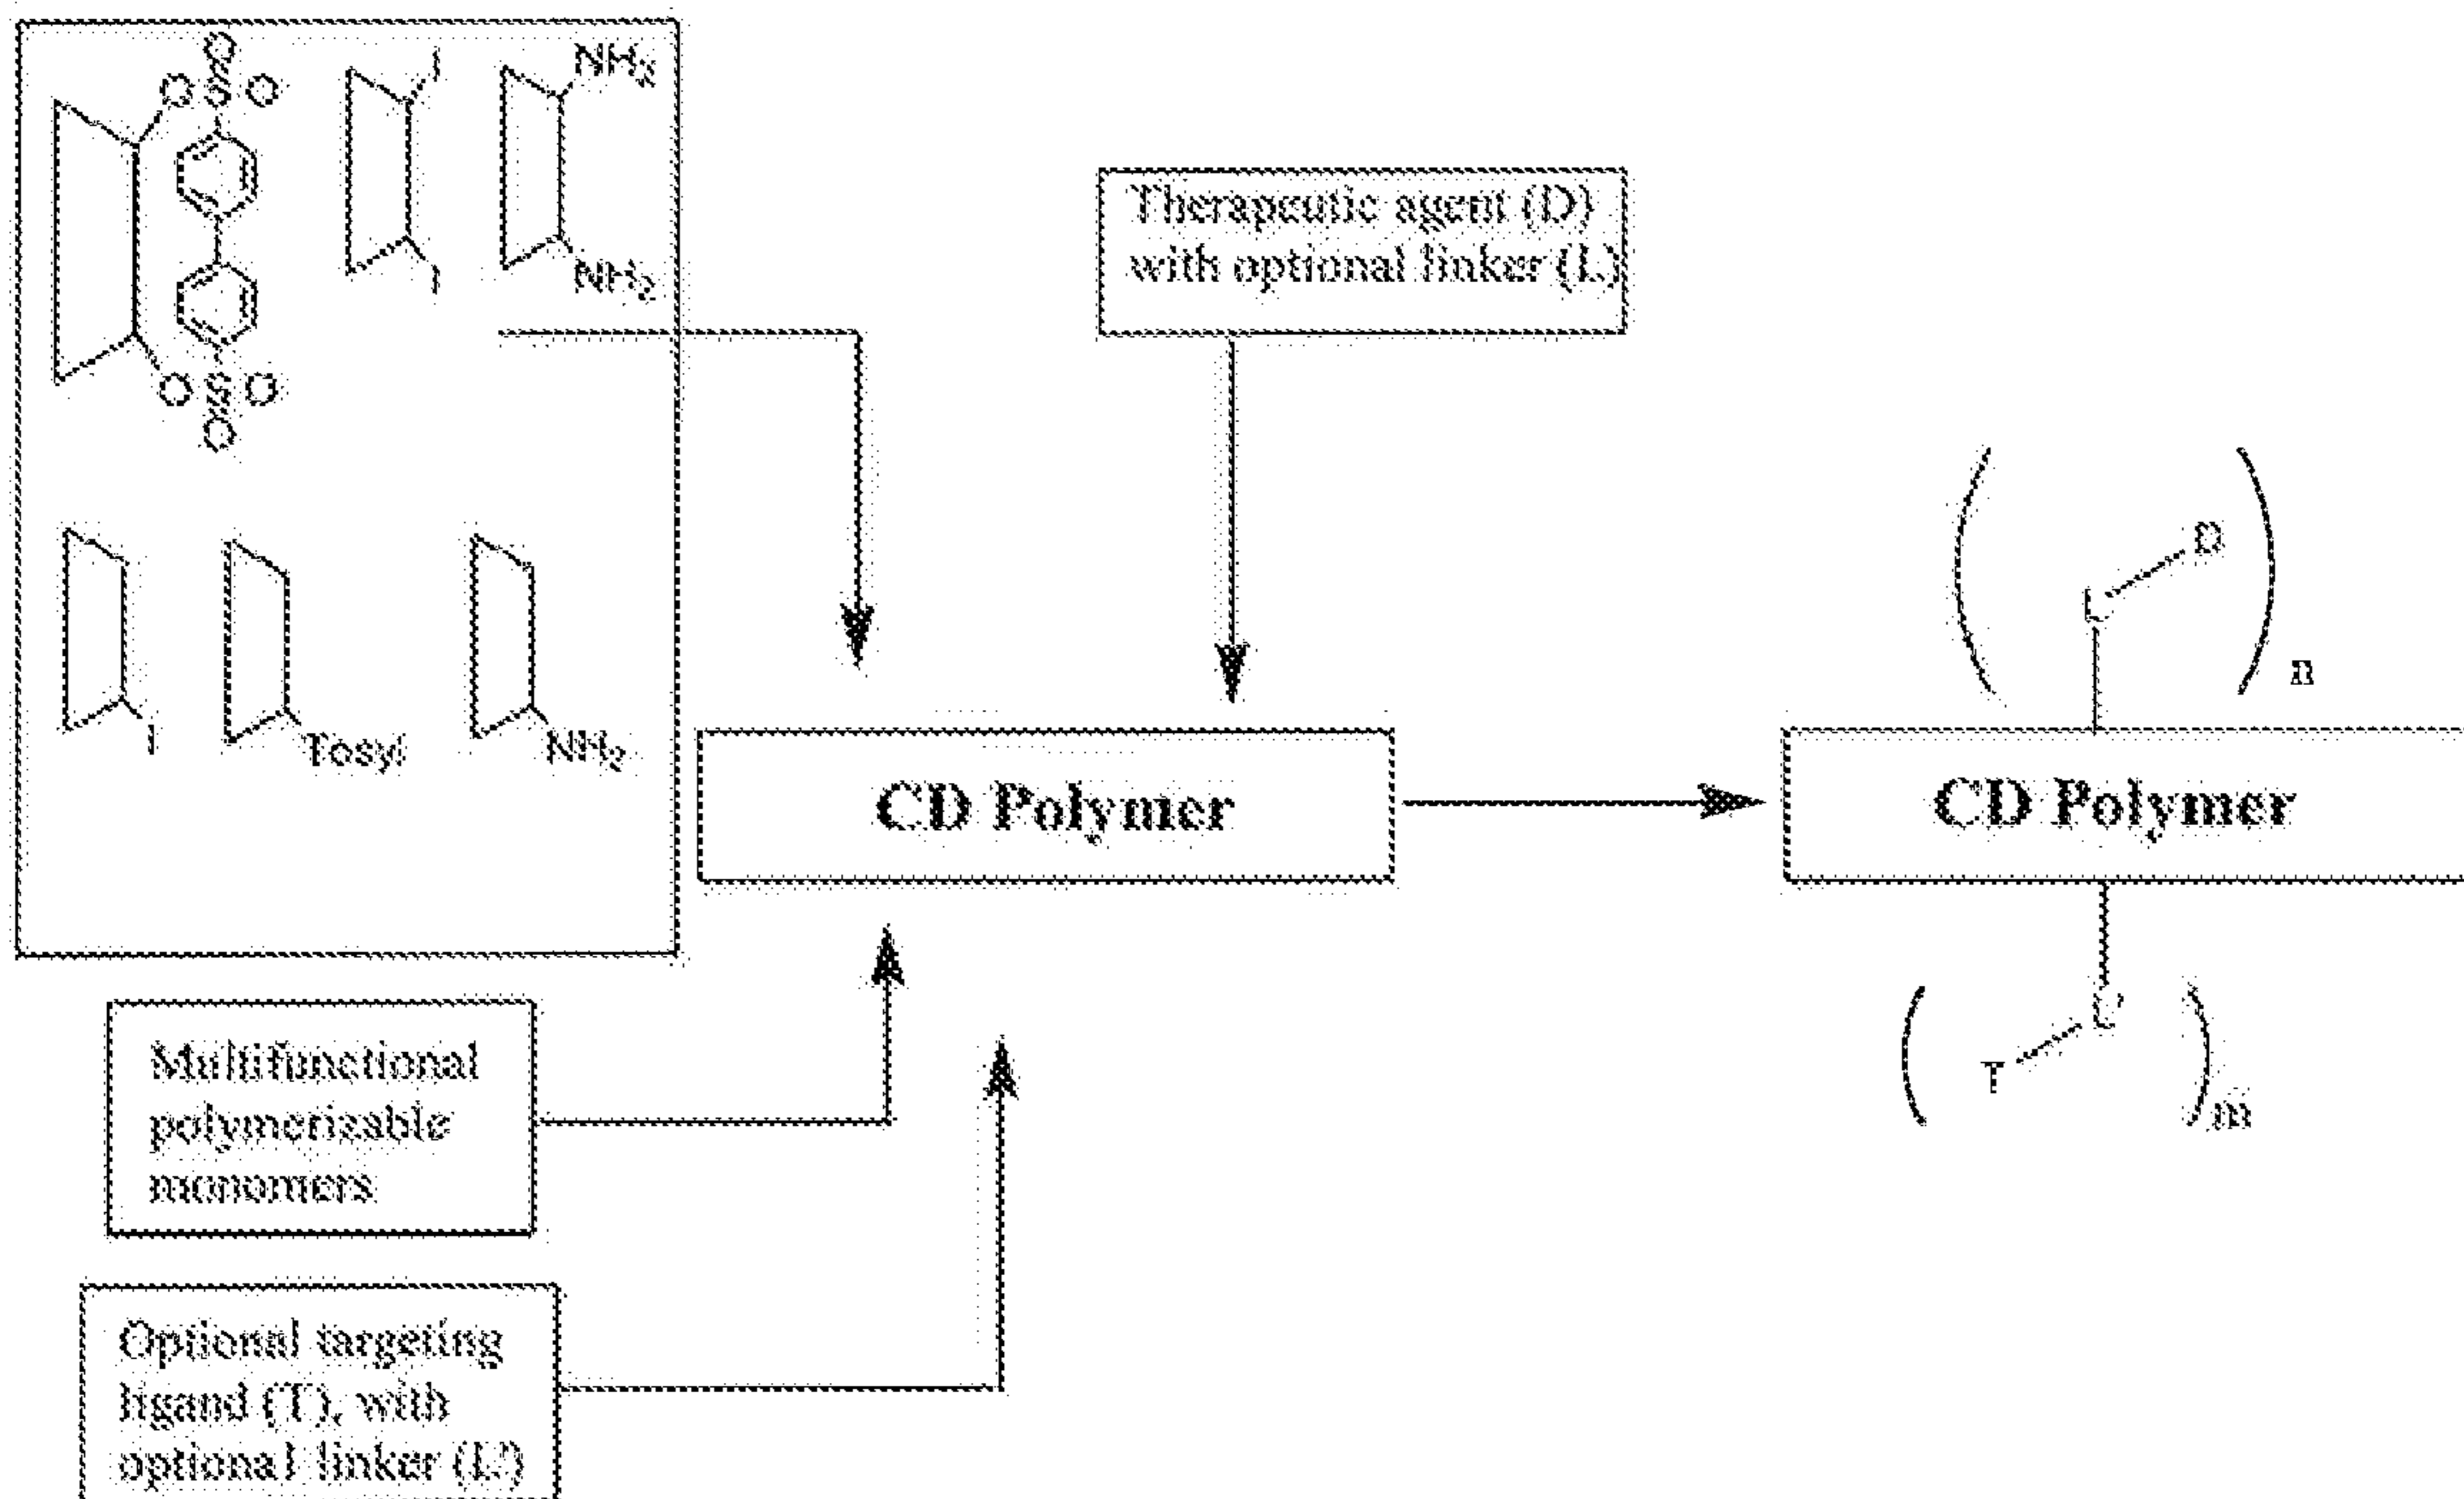 O
O S O
I
NH2
I
NH2
O S O
O
I
Tosyl
NH2
Therapeutic agent (D)
with optional linker (L)
CD Polymer
Multifunctional
polymerizable
monomers
Optional targeting
ligand (T), with
optional linker (L')
D
L
n
CD Polymer
L'
T
m